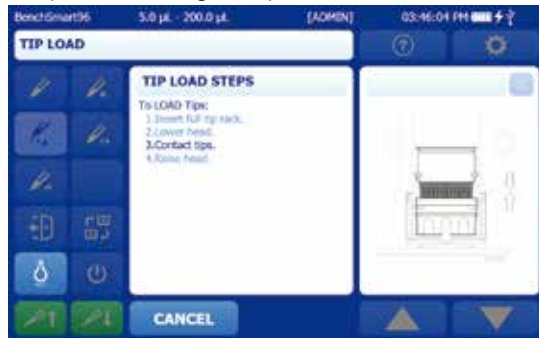 BenchSmart96 5.0 µL - 200.0 µL [ADMIN] 03:46:01 PM
TIP LOAD
?
TIP LOAD STEPS
To LOAD Tips:
1.Insert full tip rack.
2.Lower head.
3.Contact tips.
4.Raise head.
CANCEL